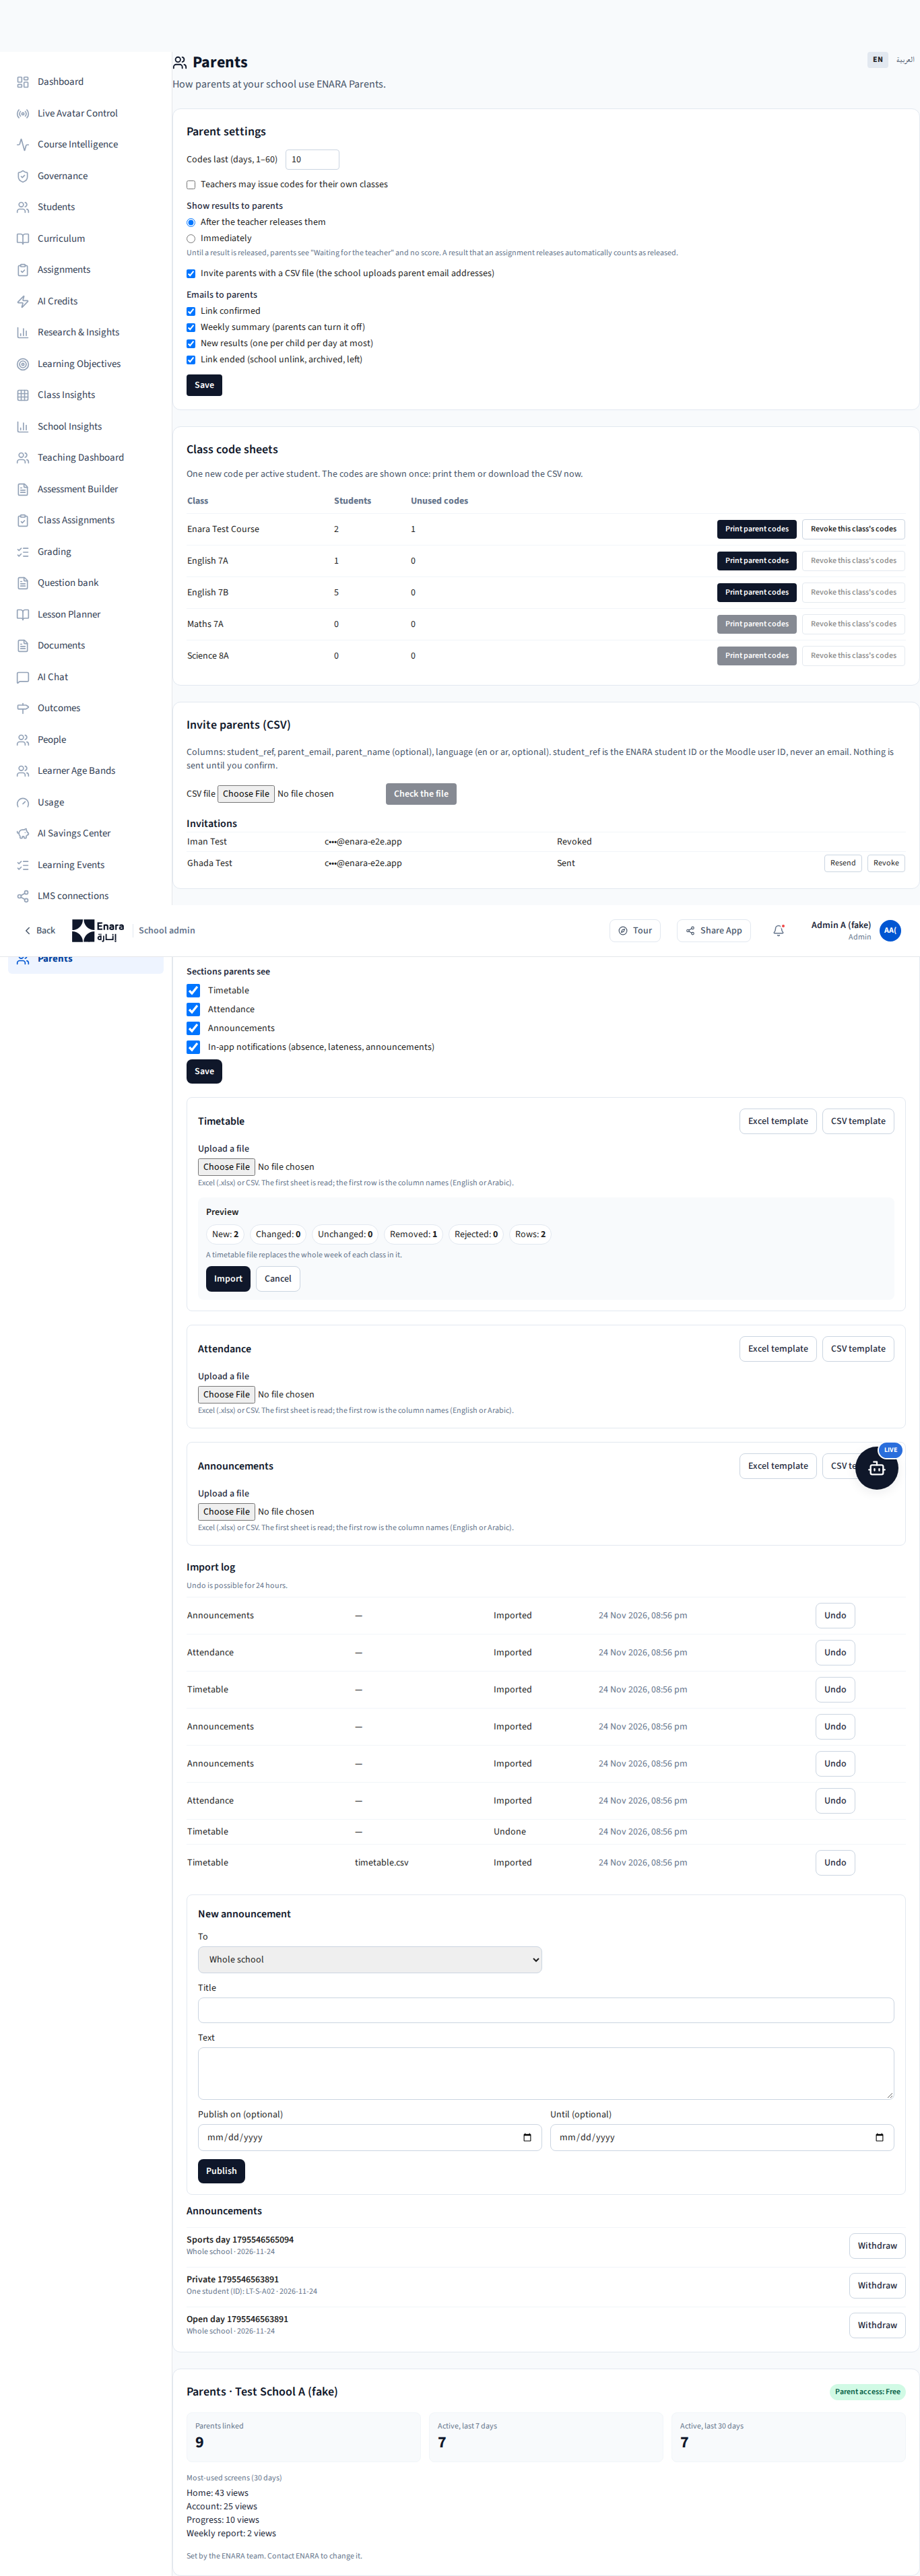 Parents
EN
العربية
How parents at your school use ENARA Parents.
Dashboard
Live Avatar Control
Course Intelligence
Governance
Students
Curriculum
Assignments
AI Credits
Research & Insights
Learning Objectives
Class Insights
School Insights
Teaching Dashboard
Assessment Builder
Class Assignments
Grading
Question bank
Lesson Planner
Documents
AI Chat
Outcomes
People
Learner Age Bands
Usage
AI Savings Center
Learning Events
LMS connections
Parent settings
Codes last (days, 1–60) 10
Teachers may issue codes for their own classes
Show results to parents
After the teacher releases them
Immediately
Until a result is released, parents see "Waiting for the teacher" and no score. A result that an assignment releases automatically counts as released.
Invite parents with a CSV file (the school uploads parent email addresses)
Emails to parents
Link confirmed
Weekly summary (parents can turn it off)
New results (one per child per day at most)
Link ended (school unlink, archived, left)
Save
Class code sheets
One new code per active student. The codes are shown once: print them or download the CSV now.
Class Students Unused codes
Enara Test Course 2 1 Print parent codes Revoke this class's codes
English 7A 1 0 Print parent codes Revoke this class's codes
English 7B 5 0 Print parent codes Revoke this class's codes
Maths 7A 0 0 Print parent codes Revoke this class's codes
Science 8A 0 0 Print parent codes Revoke this class's codes
Invite parents (CSV)
Columns: student_ref, parent_email, parent_name (optional), language (en or ar, optional). student_ref is the ENARA student ID or the Moodle user ID, never an email. Nothing is
sent until you confirm.
CSV file Choose File No file chosen Check the file
Invitations
Iman Test c•••@enara-e2e.app Revoked
Ghada Test c•••@enara-e2e.app Sent Resend Revoke
Back Enara إنارة School admin Tour Share App Admin A (fake) Admin AA(
Parents
Sections parents see
Timetable
Attendance
Announcements
In-app notifications (absence, lateness, announcements)
Save
Timetable Excel template CSV template
Upload a file
Choose File No file chosen
Excel (.xlsx) or CSV. The first sheet is read; the first row is the column names (English or Arabic).
Preview
New: 2 Changed: 0 Unchanged: 0 Removed: 1 Rejected: 0 Rows: 2
A timetable file replaces the whole week of each class in it.
Import Cancel
Attendance Excel template CSV template
Upload a file
Choose File No file chosen
Excel (.xlsx) or CSV. The first sheet is read; the first row is the column names (English or Arabic).
LIVE
Announcements Excel template CSV te
Upload a file
Choose File No file chosen
Excel (.xlsx) or CSV. The first sheet is read; the first row is the column names (English or Arabic).
Import log
Undo is possible for 24 hours.
Announcements — Imported 24 Nov 2026, 08:56 pm Undo
Attendance — Imported 24 Nov 2026, 08:56 pm Undo
Timetable — Imported 24 Nov 2026, 08:56 pm Undo
Announcements — Imported 24 Nov 2026, 08:56 pm Undo
Announcements — Imported 24 Nov 2026, 08:56 pm Undo
Attendance — Imported 24 Nov 2026, 08:56 pm Undo
Timetable — Undone 24 Nov 2026, 08:56 pm
Timetable timetable.csv Imported 24 Nov 2026, 08:56 pm Undo
New announcement
To
Whole school
Title
Text
Publish on (optional) Until (optional)
mm/dd/yyyy mm/dd/yyyy
Publish
Announcements
Sports day 1795546565094
Whole school · 2026-11-24
Withdraw
Private 1795546563891
One student (ID): LT-S-A02 · 2026-11-24
Withdraw
Open day 1795546563891
Whole school · 2026-11-24
Withdraw
Parents · Test School A (fake) Parent access: Free
Parents linked Active, last 7 days Active, last 30 days
9 7 7
Most-used screens (30 days)
Home: 43 views
Account: 25 views
Progress: 10 views
Weekly report: 2 views
Set by the ENARA team. Contact ENARA to change it.